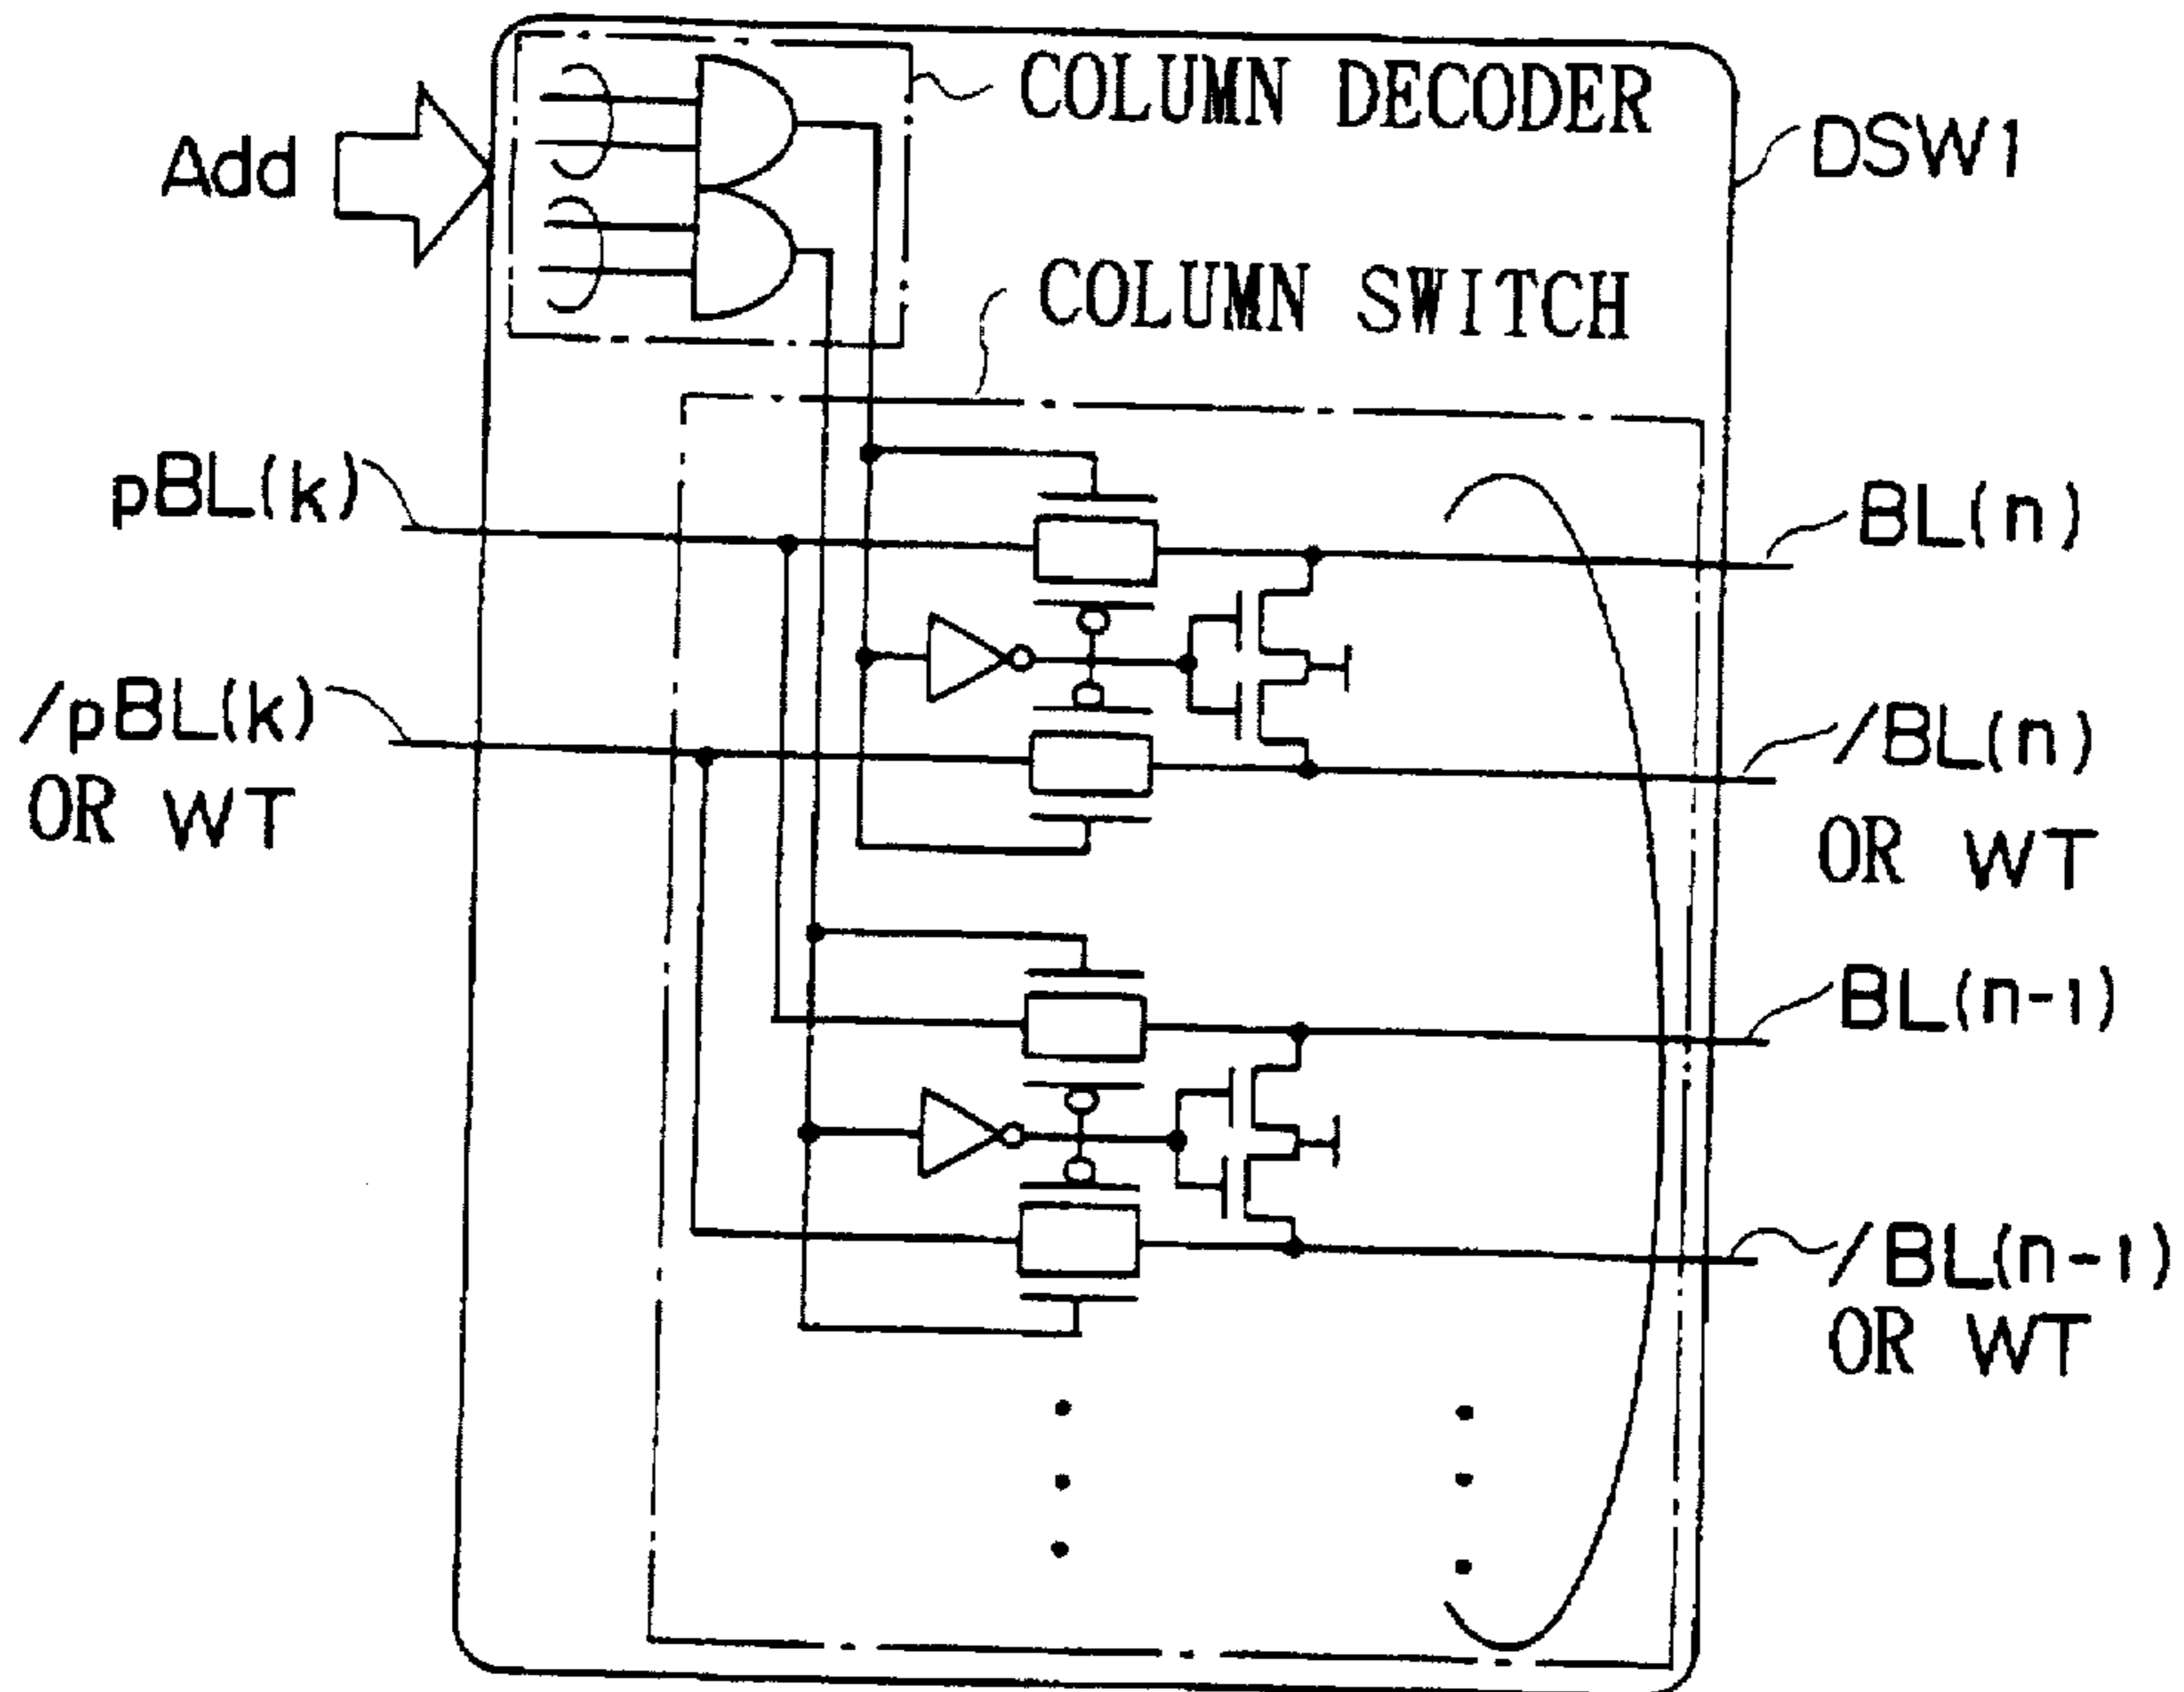 COLUMN DECODER
DSW1
Add
COLUMN SWITCH
pBL(k)
BL(n)
/pBL(k)
OR WT
/BL(n)
OR WT
BL(n-1)
/BL(n-1)
OR WT